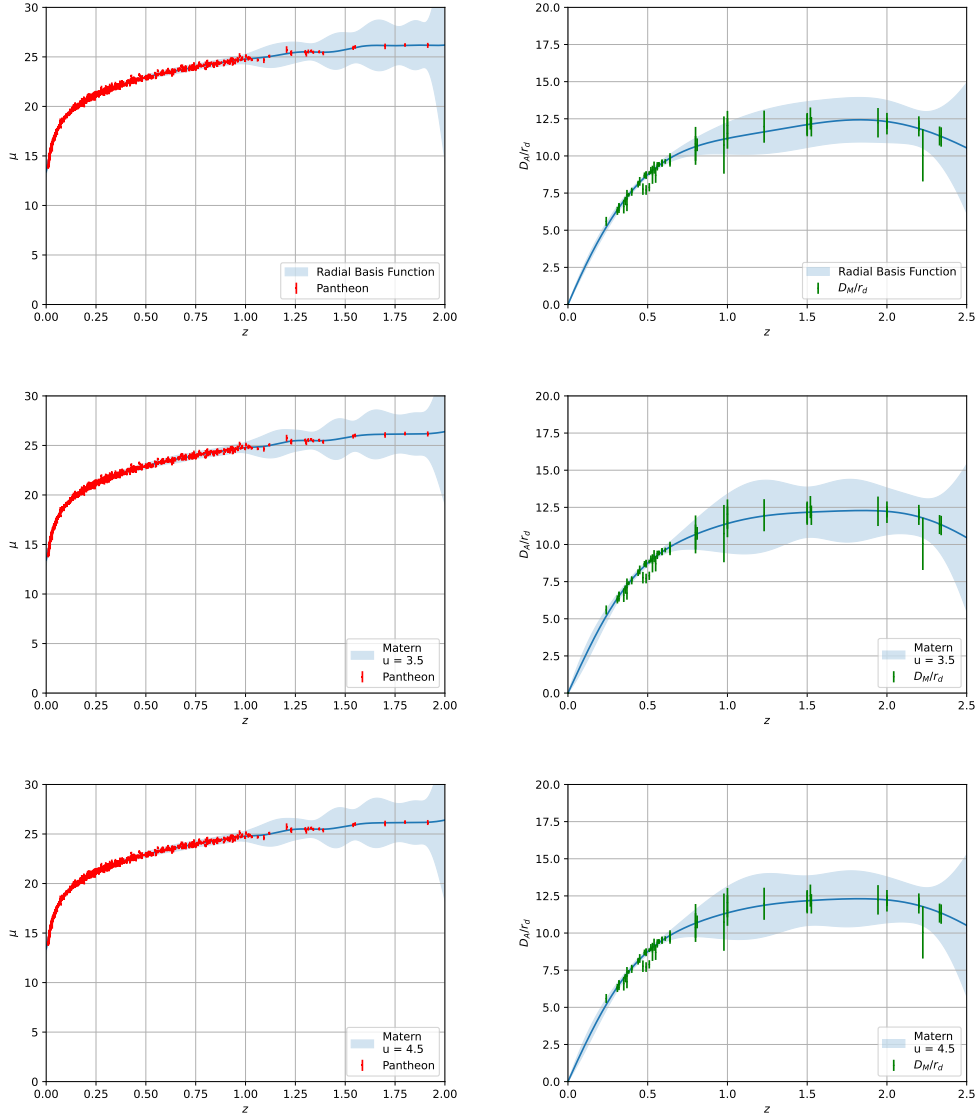 30
25
20
15
10
5
0
μ
0.00 0.25 0.50 0.75 1.00 1.25 1.50 1.75 2.00
z
Radial Basis Function
Pantheon
20.0
17.5
15.0
12.5
10.0
7.5
5.0
2.5
0.0
D_A/r_d
0.0 0.5 1.0 1.5 2.0 2.5
z
Radial Basis Function
D_M/r_d
30
25
20
15
10
5
0
μ
0.00 0.25 0.50 0.75 1.00 1.25 1.50 1.75 2.00
z
Matern
u = 3.5
Pantheon
20.0
17.5
15.0
12.5
10.0
7.5
5.0
2.5
0.0
D_A/r_d
0.0 0.5 1.0 1.5 2.0 2.5
z
Matern
u = 3.5
D_M/r_d
30
25
20
15
10
5
0
μ
0.00 0.25 0.50 0.75 1.00 1.25 1.50 1.75 2.00
z
Matern
u = 4.5
Pantheon
20.0
17.5
15.0
12.5
10.0
7.5
5.0
2.5
0.0
D_A/r_d
0.0 0.5 1.0 1.5 2.0 2.5
z
Matern
u = 4.5
D_M/r_d